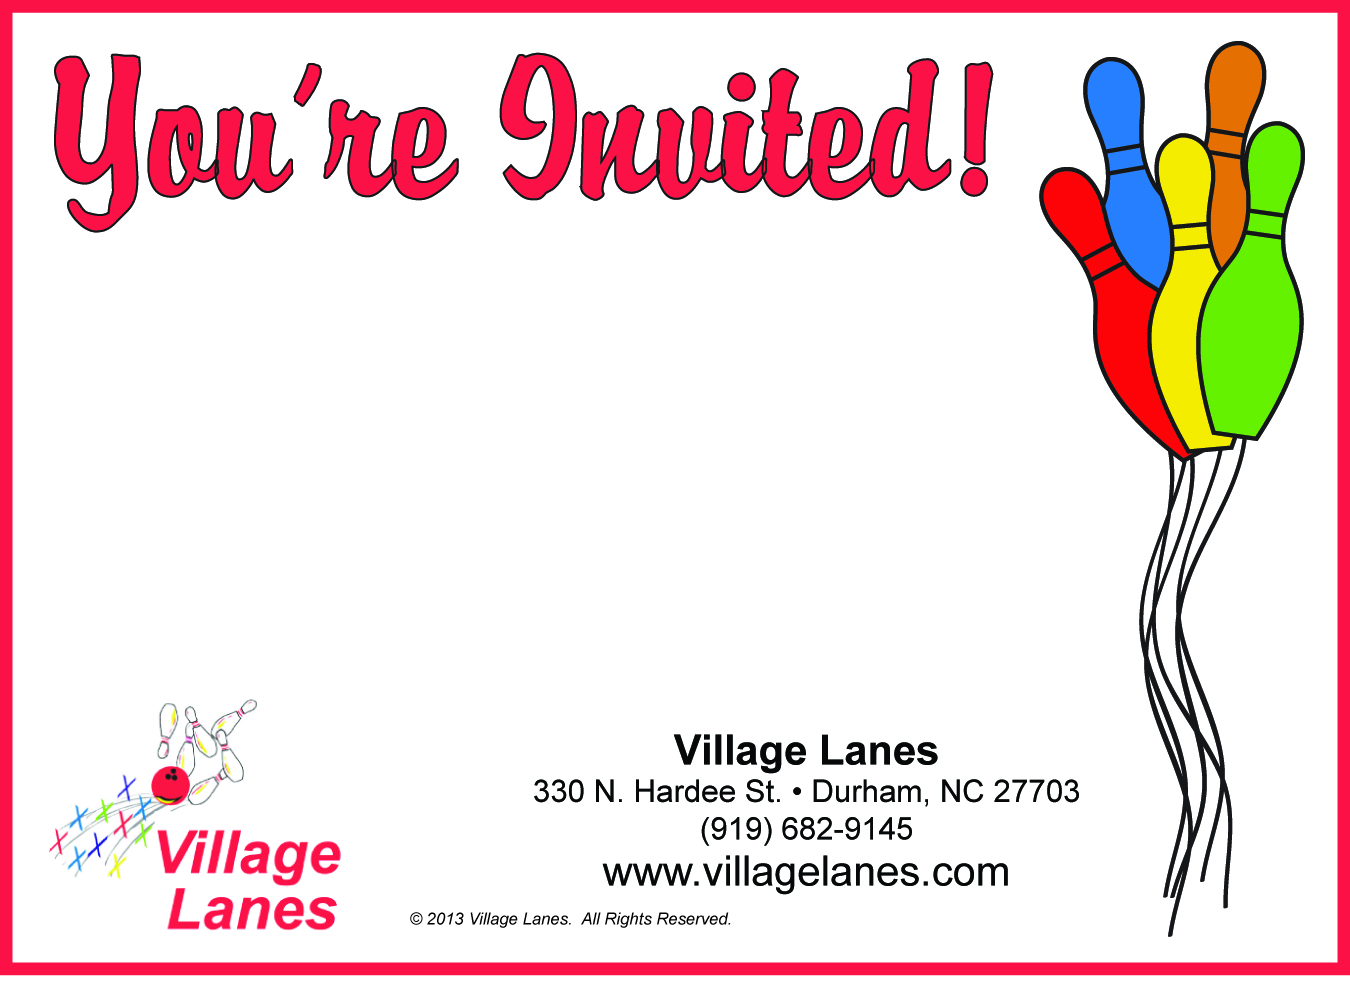 You're Invited!
Village Lanes
330 N. Hardee St. • Durham, NC 27703
(919) 682-9145
www.villagelanes.com
Village
Lanes
© 2013 Village Lanes.  All Rights Reserved.